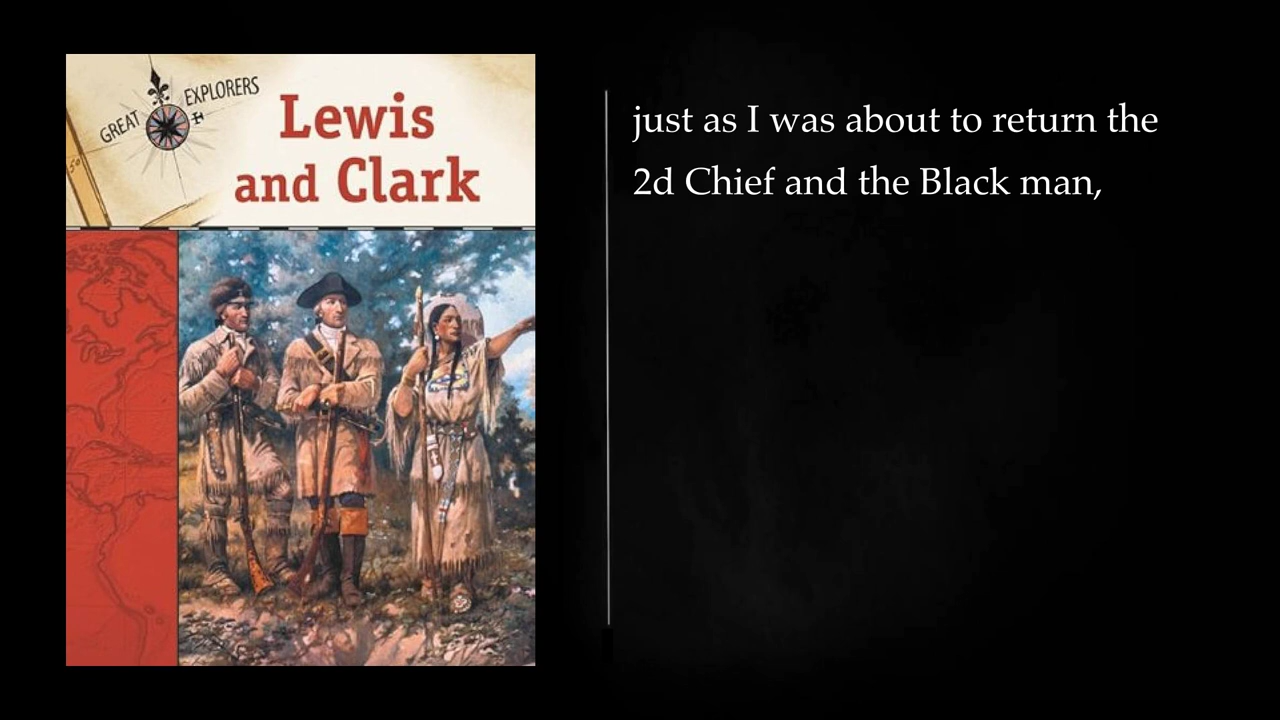 GREAT EXPLORERS
Lewis
and Clark
just as I was about to return the
2d Chief and the Black man,